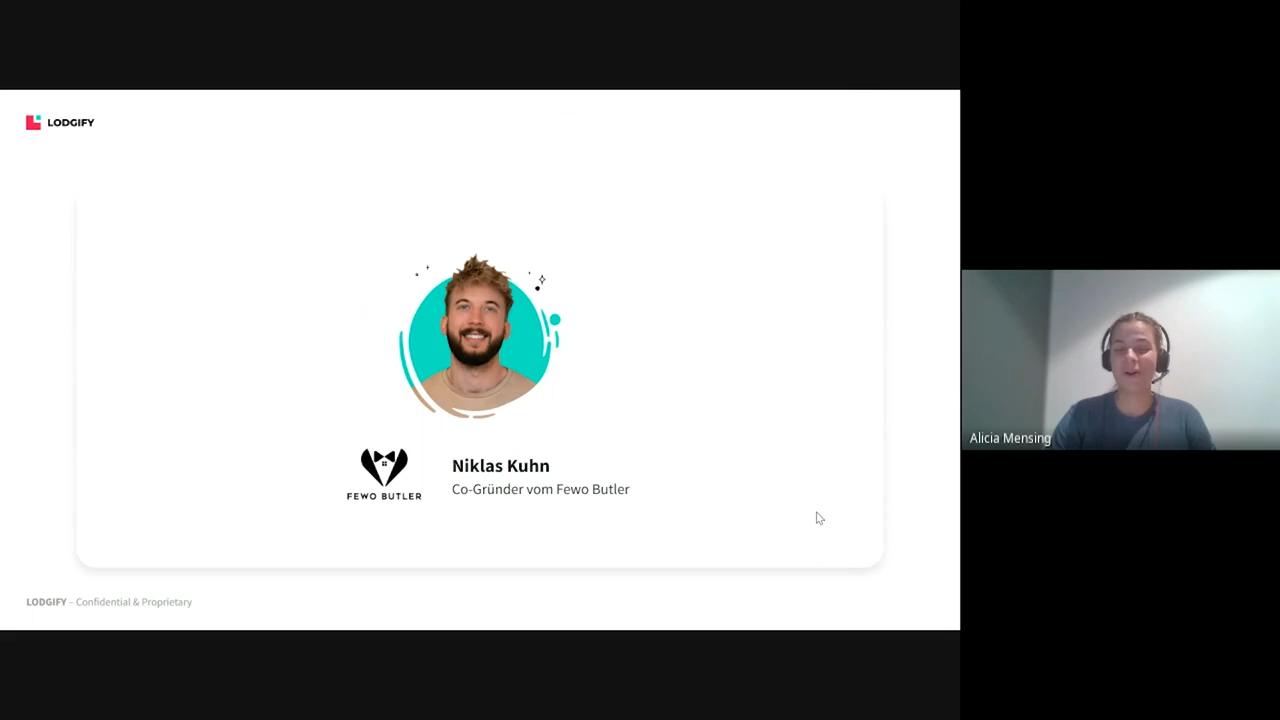 LODGIFY
FEWO BUTLER
Niklas Kuhn
Co-Gründer vom Fewo Butler
LODGIFY – Confidential & Proprietary
Alicia Mensing